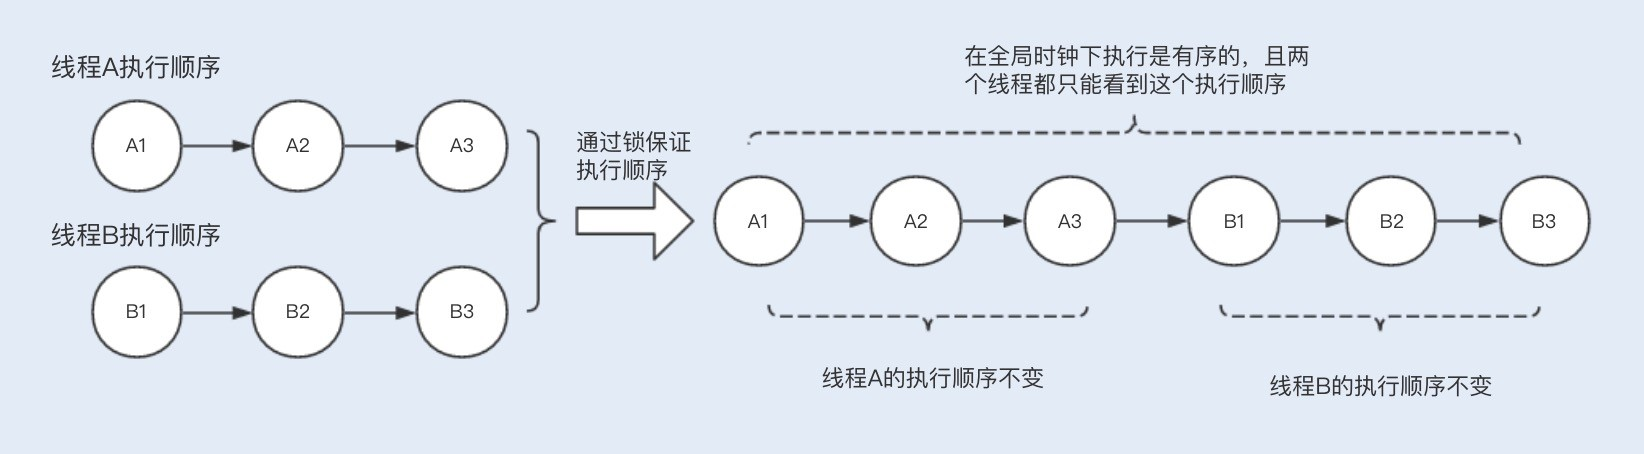 线程A执行顺序
A1
A2
A3
线程B执行顺序
B1
B2
B3
通过锁保证
执行顺序
在全局时钟下执行是有序的，且两
个线程都只能看到这个执行顺序
A1
A2
A3
B1
B2
B3
线程A的执行顺序不变
线程B的执行顺序不变